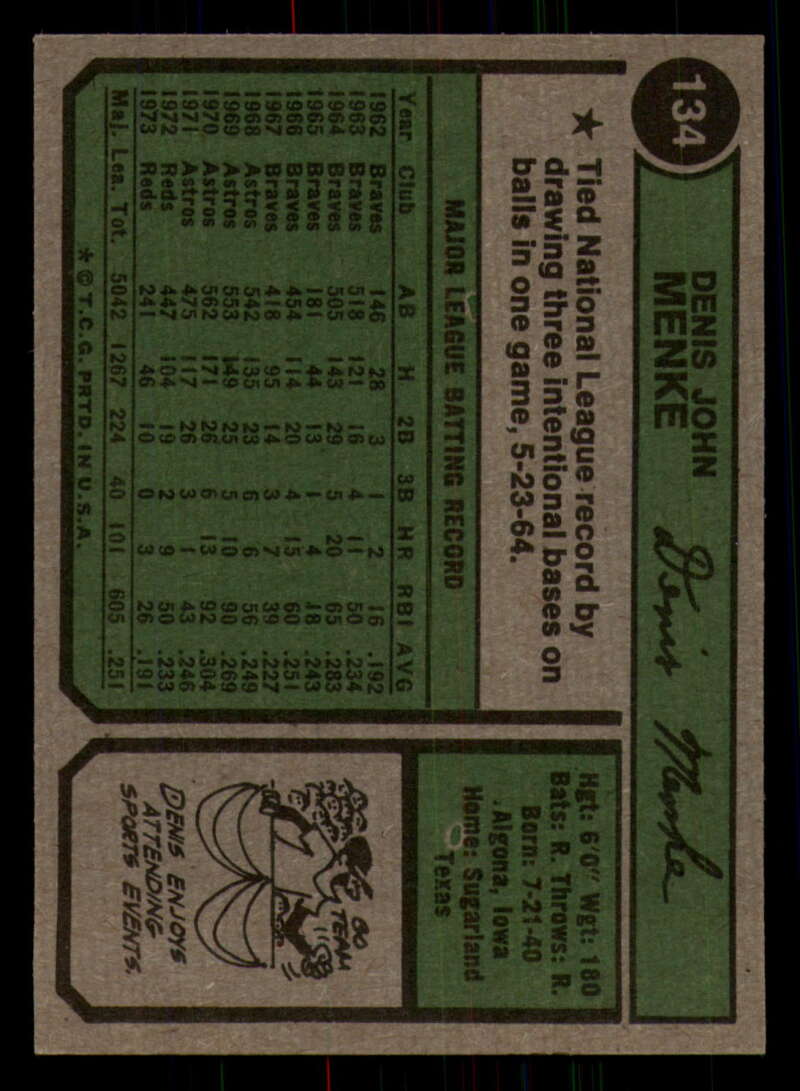 134
DENIS JOHN
MENKE
Denis Menke
★ Tied National League record by
drawing three intentional bases on
balls in one game, 5-23-64.
MAJOR LEAGUE BATTING RECORD
Year Club AB H 2B 3B HR RBI AVG
1962 Braves 146 28 3 1 2 16 .192
1963 Braves 518 121 16 4 11 50 .234
1964 Braves 505 143 29 5 20 65 .283
1965 Braves 181 44 13 1 4 18 .243
1966 Braves 454 114 20 4 15 60 .251
1967 Braves 418 95 14 3 7 39 .227
1968 Astros 542 135 23 6 6 56 .249
1969 Astros 553 149 25 5 10 90 .269
1970 Astros 562 171 26 6 13 92 .304
1971 Astros 475 117 26 3 1 43 .246
1972 Reds 447 104 19 2 9 50 .233
1973 Reds 241 46 10 0 3 26 .191
Maj. Lea. Tot. 5042 1267 224 40 101 605 .251
* © T.C.G. PRTD. IN U.S.A.
Hgt: 6'0" Wgt: 180
Bats: R. Throws: R.
Born: 7-21-40
Algona, Iowa
Home: Sugarland
Texas
GO
TEAM
DENIS ENJOYS
ATTENDING
SPORTS EVENTS.